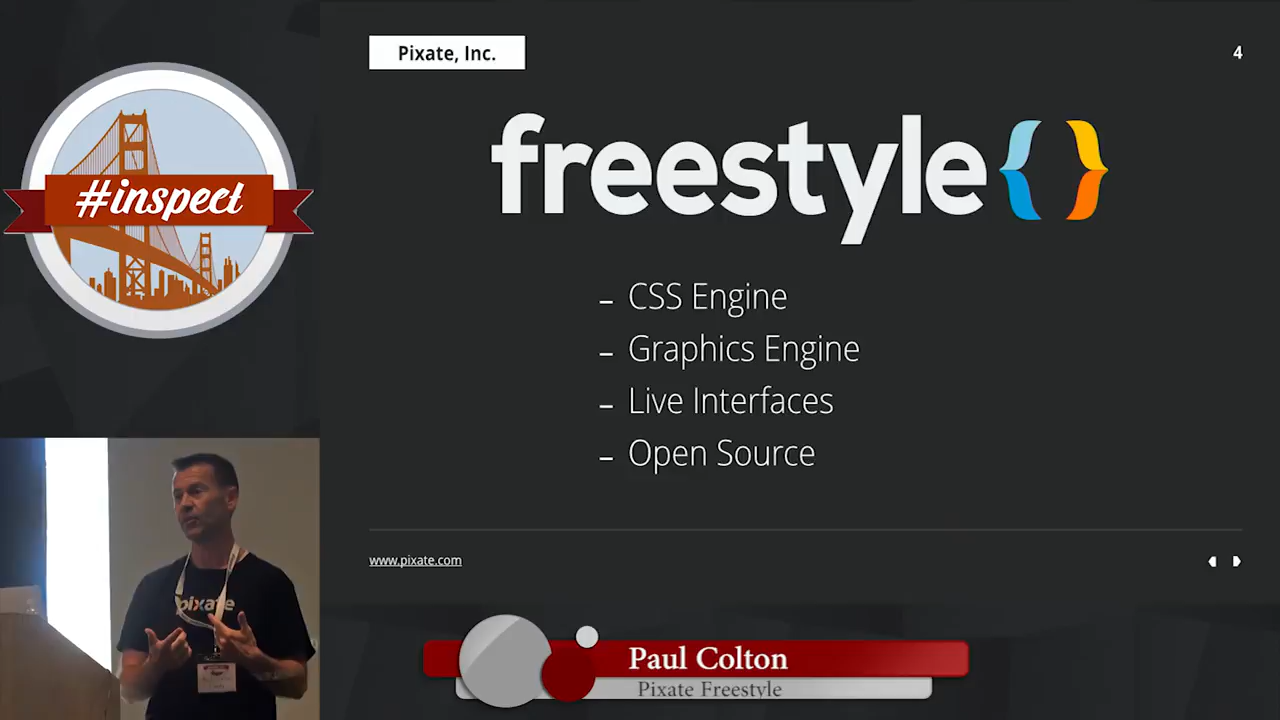 Pixate, Inc.
4
#inspect
freestyle{}
– CSS Engine
– Graphics Engine
– Live Interfaces
– Open Source
www.pixate.com
pixate
Paul Colton
Pixate Freestyle